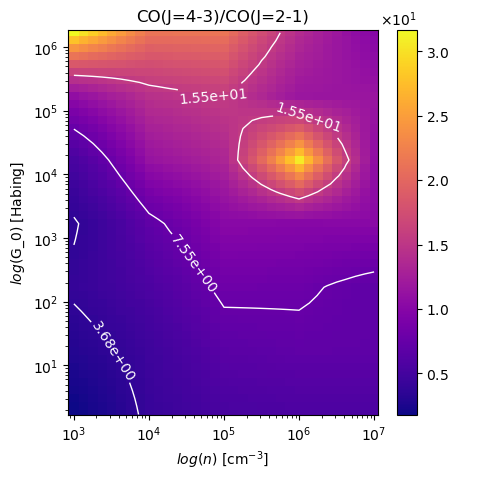 CO(J=4-3)/CO(J=2-1)
×10¹
10⁶
10⁵
10⁴
10³
10²
10¹
log(G_0) [Habing]
1.55e+01
1.55e+01
7.55e+00
3.68e+00
3.0
2.5
2.0
1.5
1.0
0.5
10³ 10⁴ 10⁵ 10⁶ 10⁷
log(n) [cm⁻³]